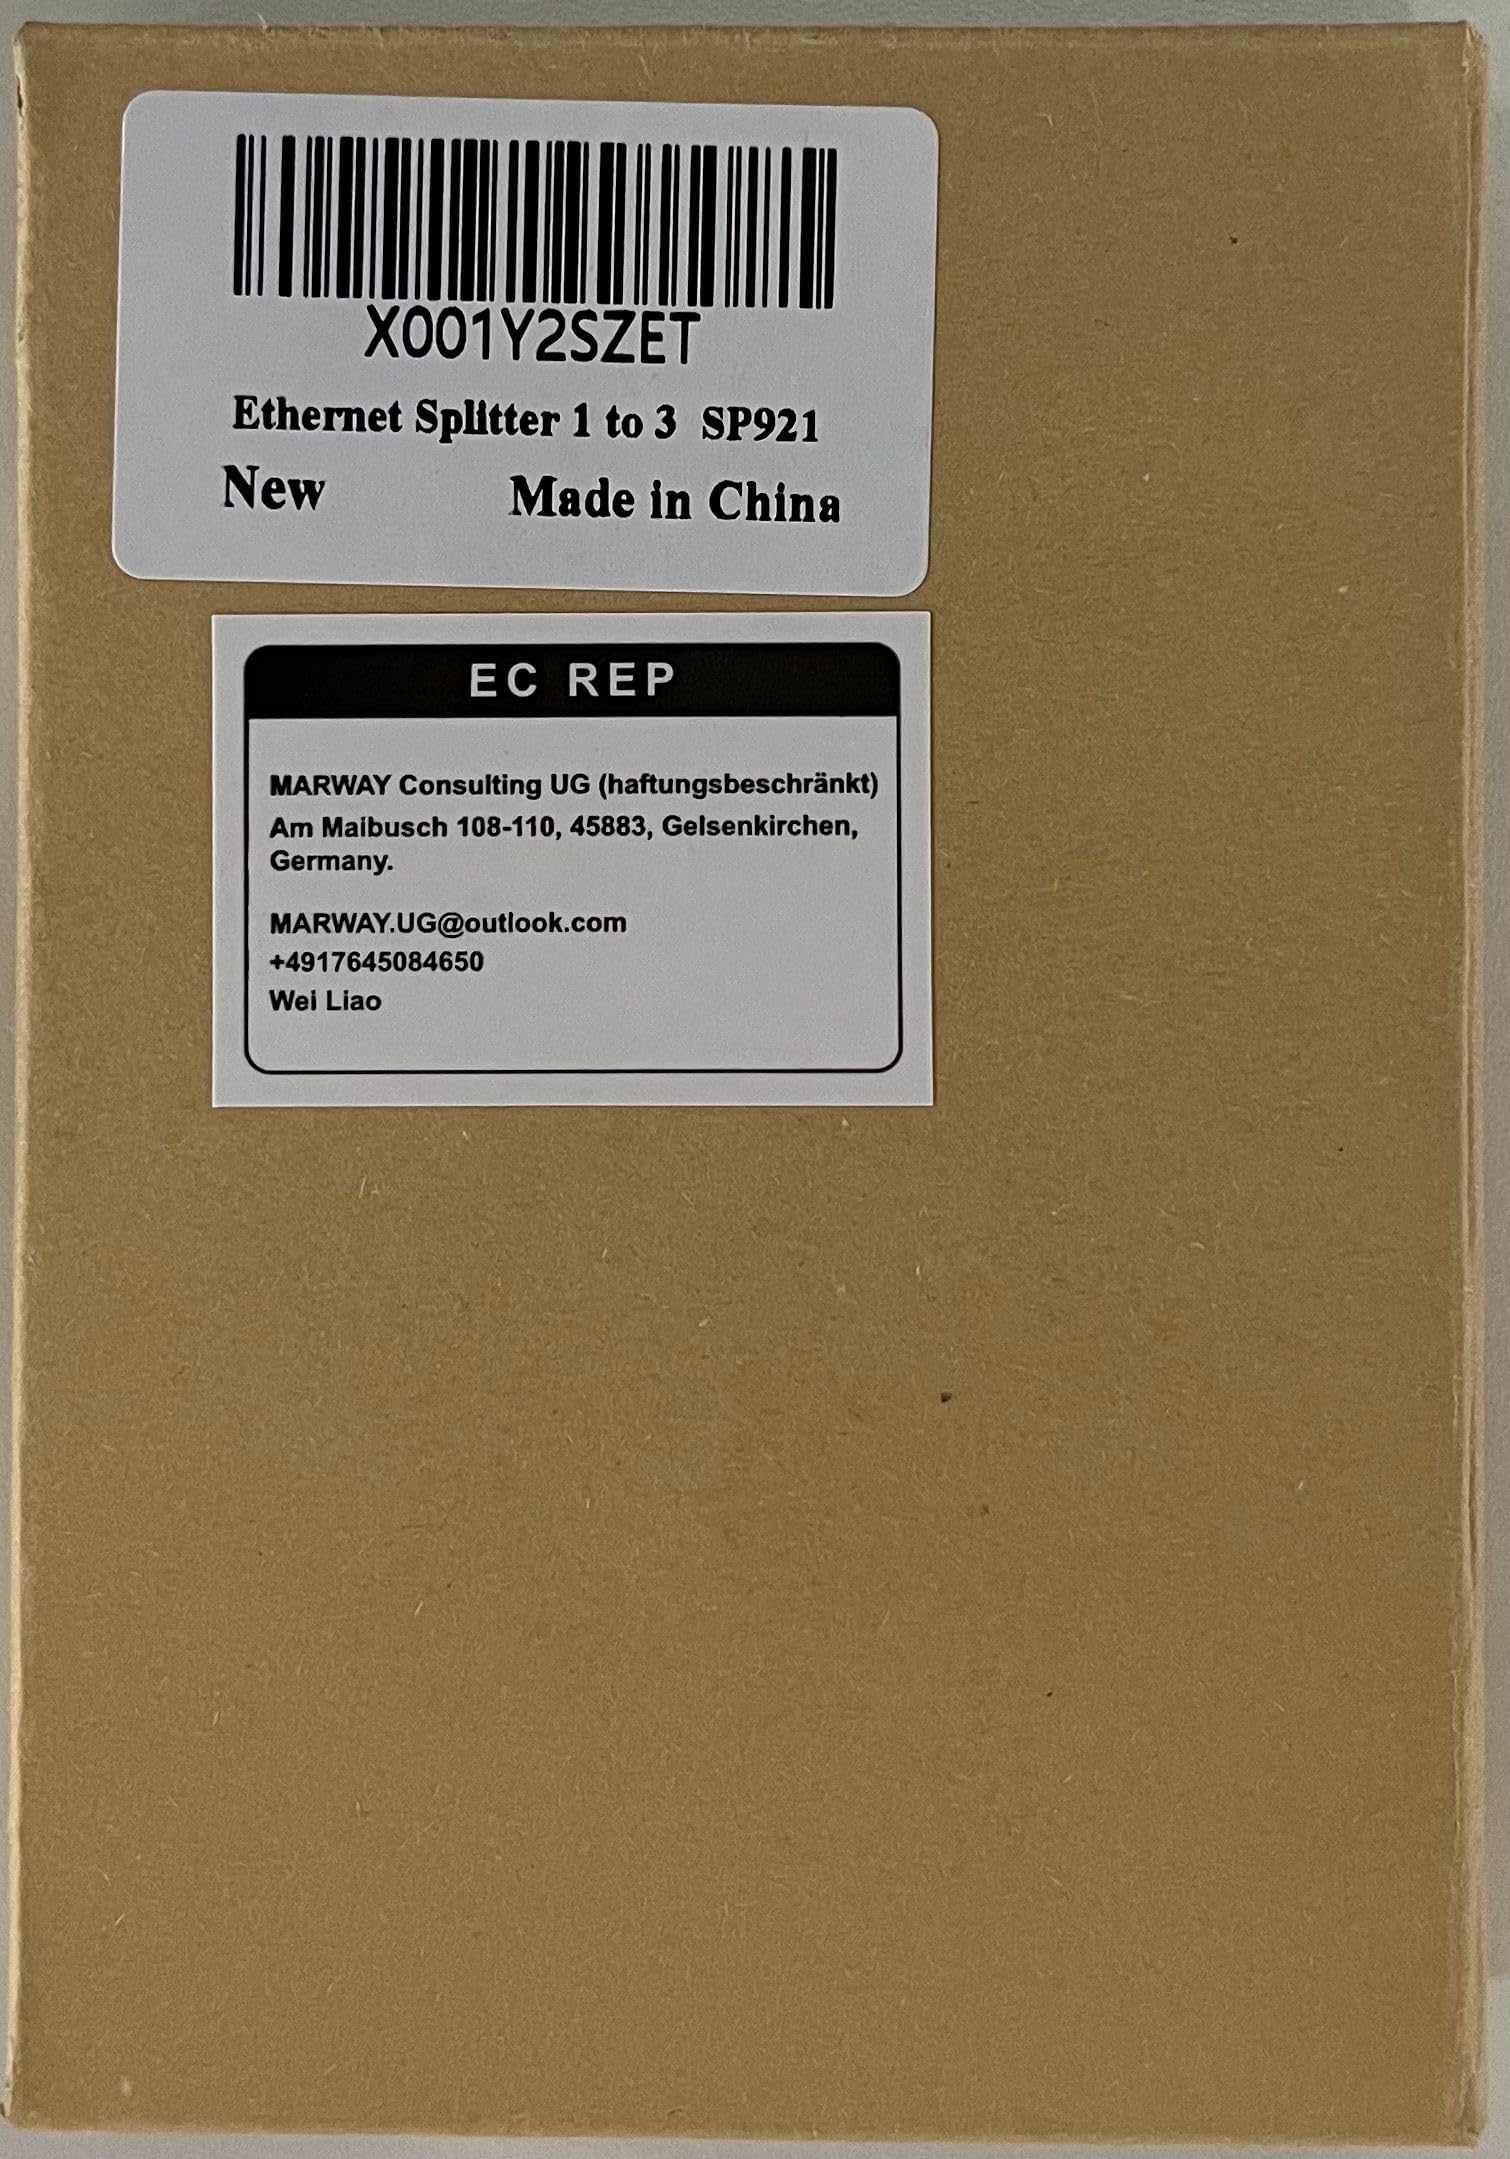 X001Y2SZET
Ethernet Splitter 1 to 3 SP921
New Made in China
EC REP
MARWAY Consulting UG (haftungsbeschränkt)
Am Maibusch 108-110, 45883, Gelsenkirchen,
Germany.
MARWAY.UG@outlook.com
+4917645084650
Wei Liao